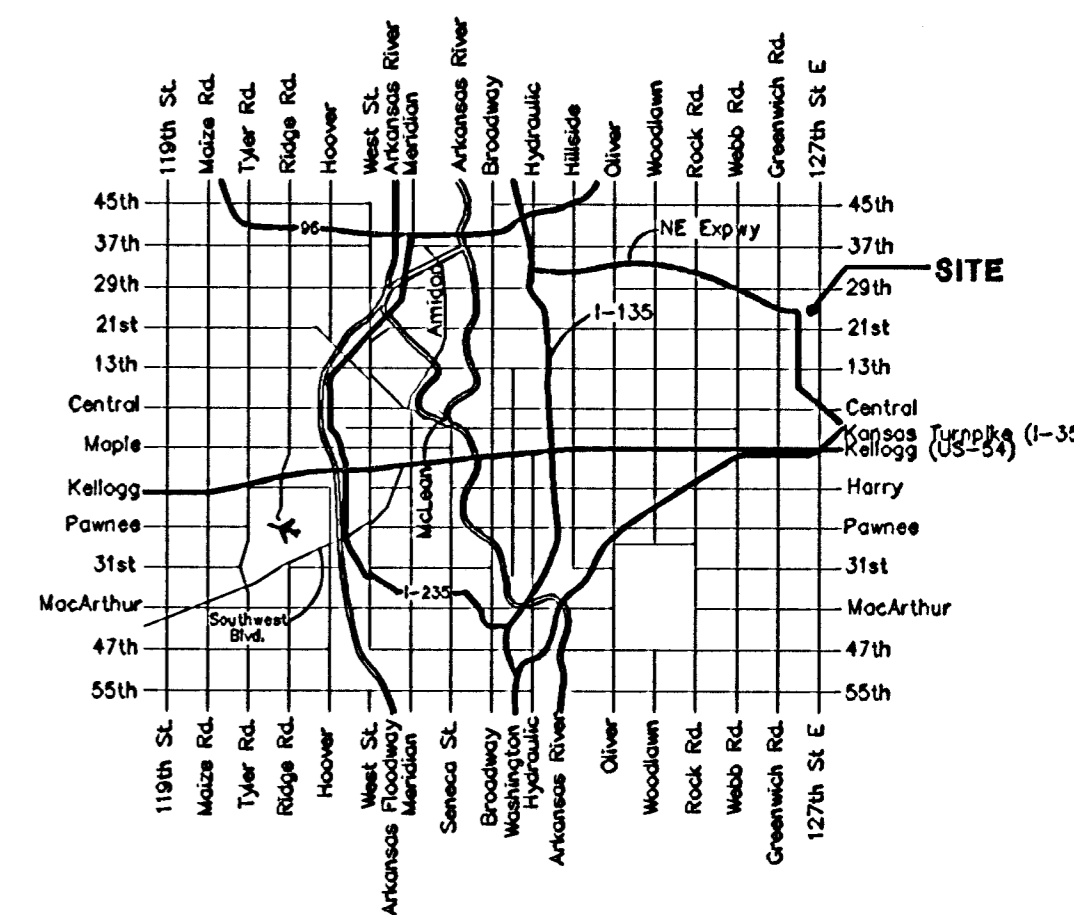 119th St.
Maize Rd.
Tyler Rd.
Ridge Rd.
Hoover
West St.
Arkansas River
Meridian
Arkansas River
Broadway
Hydraulic
Hillside
Oliver
Woodlawn
Rock Rd.
Webb Rd.
Greenwich Rd.
127th St E
45th
37th
29th
21st
13th
Central
Maple
Kellogg
Pawnee
31st
MacArthur
47th
55th
96
Amidon
NE Expwy
I-135
SITE
McLean
I-235
Southwest
Blvd.
45th
37th
29th
21st
13th
Central
Kansas Turnpike (I-35
Kellogg (US-54)
Harry
Pawnee
31st
MacArthur
47th
55th
119th St.
Maize Rd.
Tyler Rd.
Ridge Rd.
Hoover
West St.
Arkansas Floodway
Meridian
Seneca St.
Broadway
Washington
Hydraulic
Arkansas River
Oliver
Woodlawn
Rock Rd.
Webb Rd.
Greenwich Rd.
127th St E